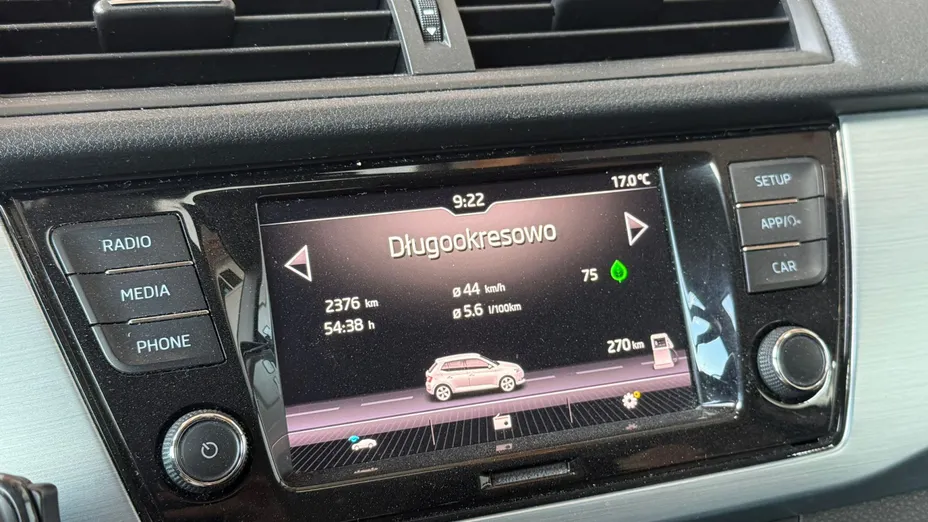 9:22
17.0°C
Długookresowo
75
2376 km
ø 44 km/h
54:38 h
ø 5.6 l/100km
270 km
RADIO
MEDIA
PHONE
SETUP
APP/
CAR